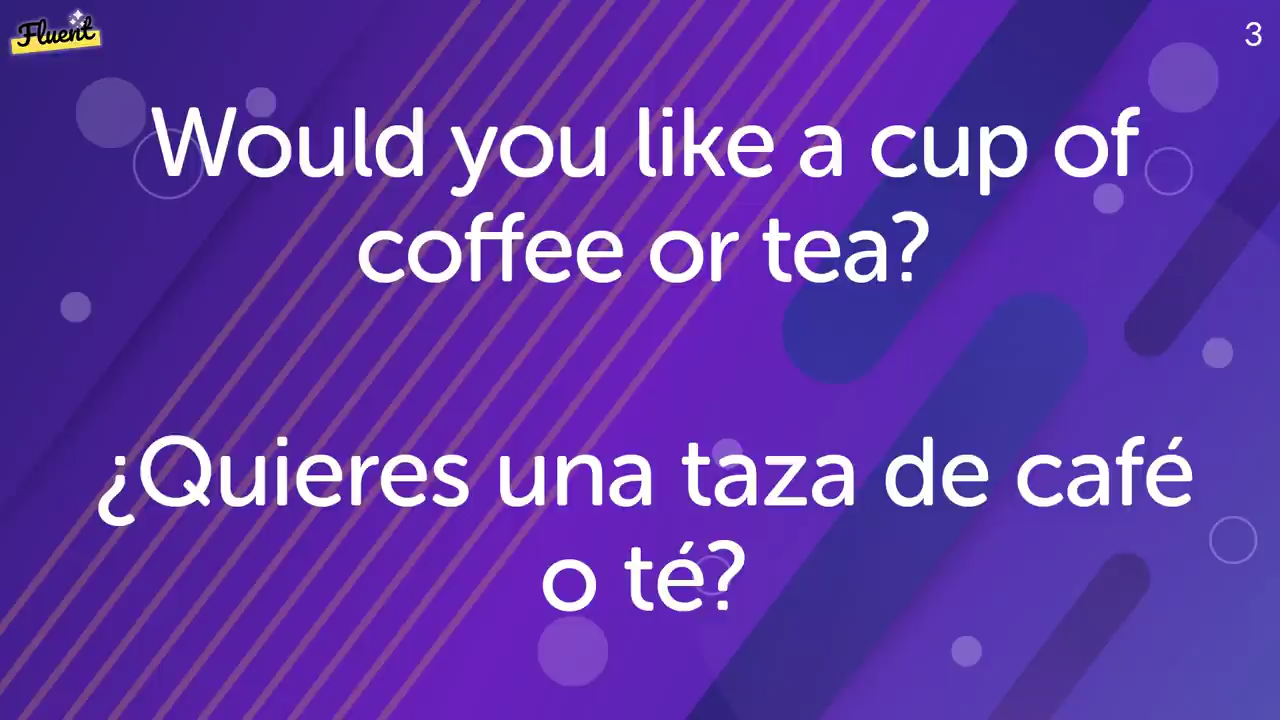 Fluent
3
Would you like a cup of
coffee or tea?
¿Quieres una taza de café
o té?